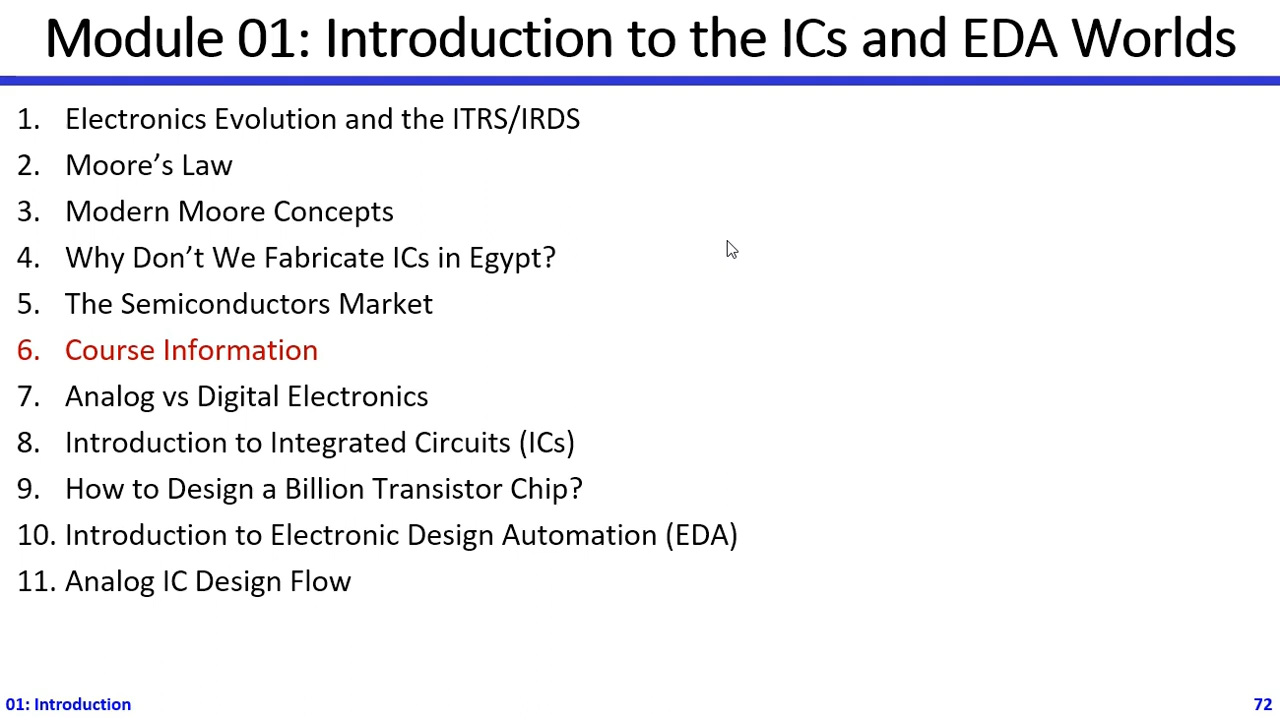 Module 01: Introduction to the ICs and EDA Worlds
1. Electronics Evolution and the ITRS/IRDS
2. Moore’s Law
3. Modern Moore Concepts
4. Why Don’t We Fabricate ICs in Egypt?
5. The Semiconductors Market
6. Course Information
7. Analog vs Digital Electronics
8. Introduction to Integrated Circuits (ICs)
9. How to Design a Billion Transistor Chip?
10. Introduction to Electronic Design Automation (EDA)
11. Analog IC Design Flow
01: Introduction
72